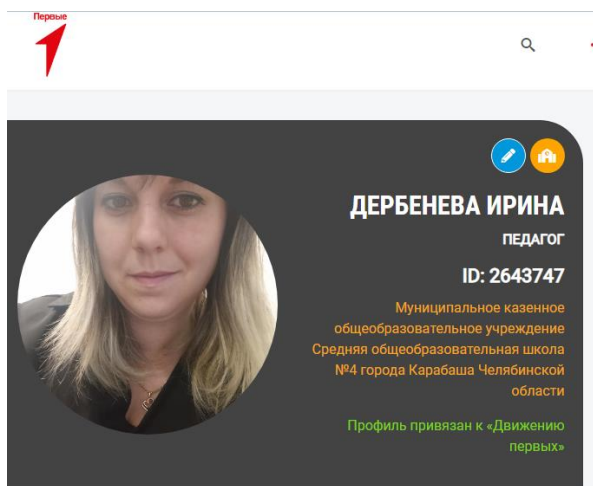 Первые
ДЕРБЕНЕВА ИРИНА
ПЕДАГОГ
ID: 2643747
Муниципальное казенное
общеобразовательное учреждение
Средняя общеобразовательная школа
№4 города Карабаша Челябинской
области
Профиль привязан к «Движению
первых»